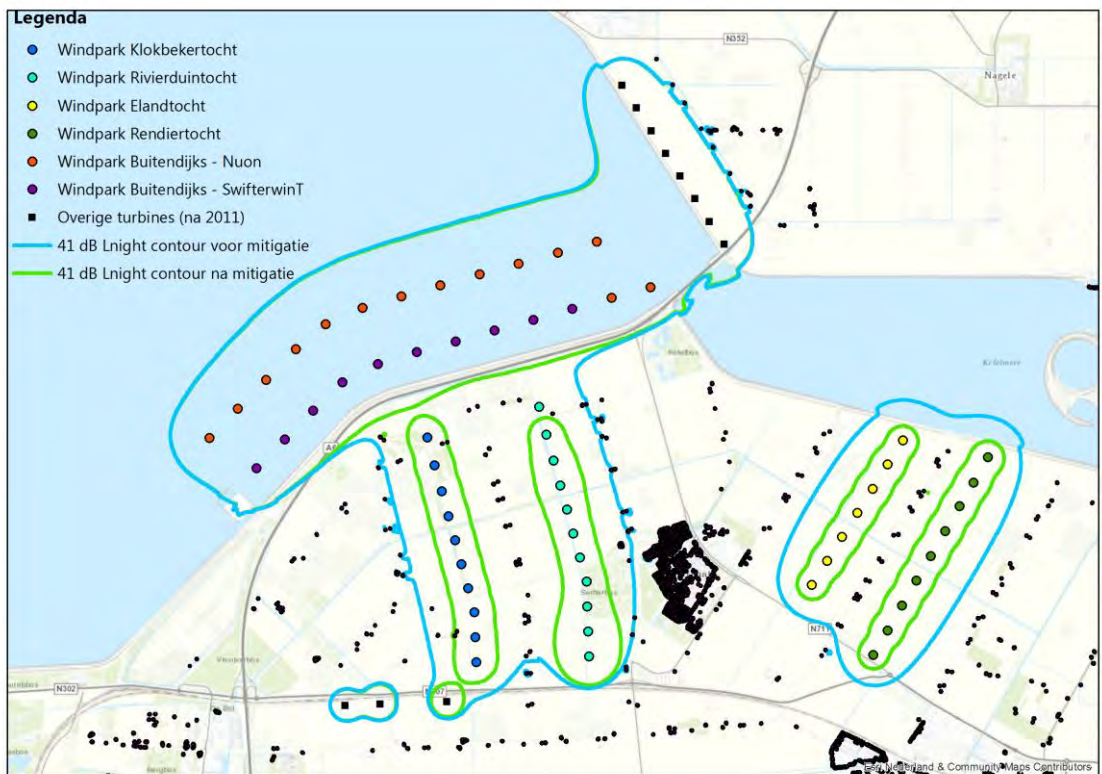 Legenda
Windpark Klokbekertocht
Windpark Rivierduintocht
Windpark Elandtocht
Windpark Rendiertocht
Windpark Buitendijks - Nuon
Windpark Buitendijks - SwifterwinT
Overige turbines (na 2011)
41 dB Lnight contour voor mitigatie
41 dB Lnight contour na mitigatie
N352
Nagele
Ketelmeer
N711
N302
Esri Nederland & Community Maps Contributors